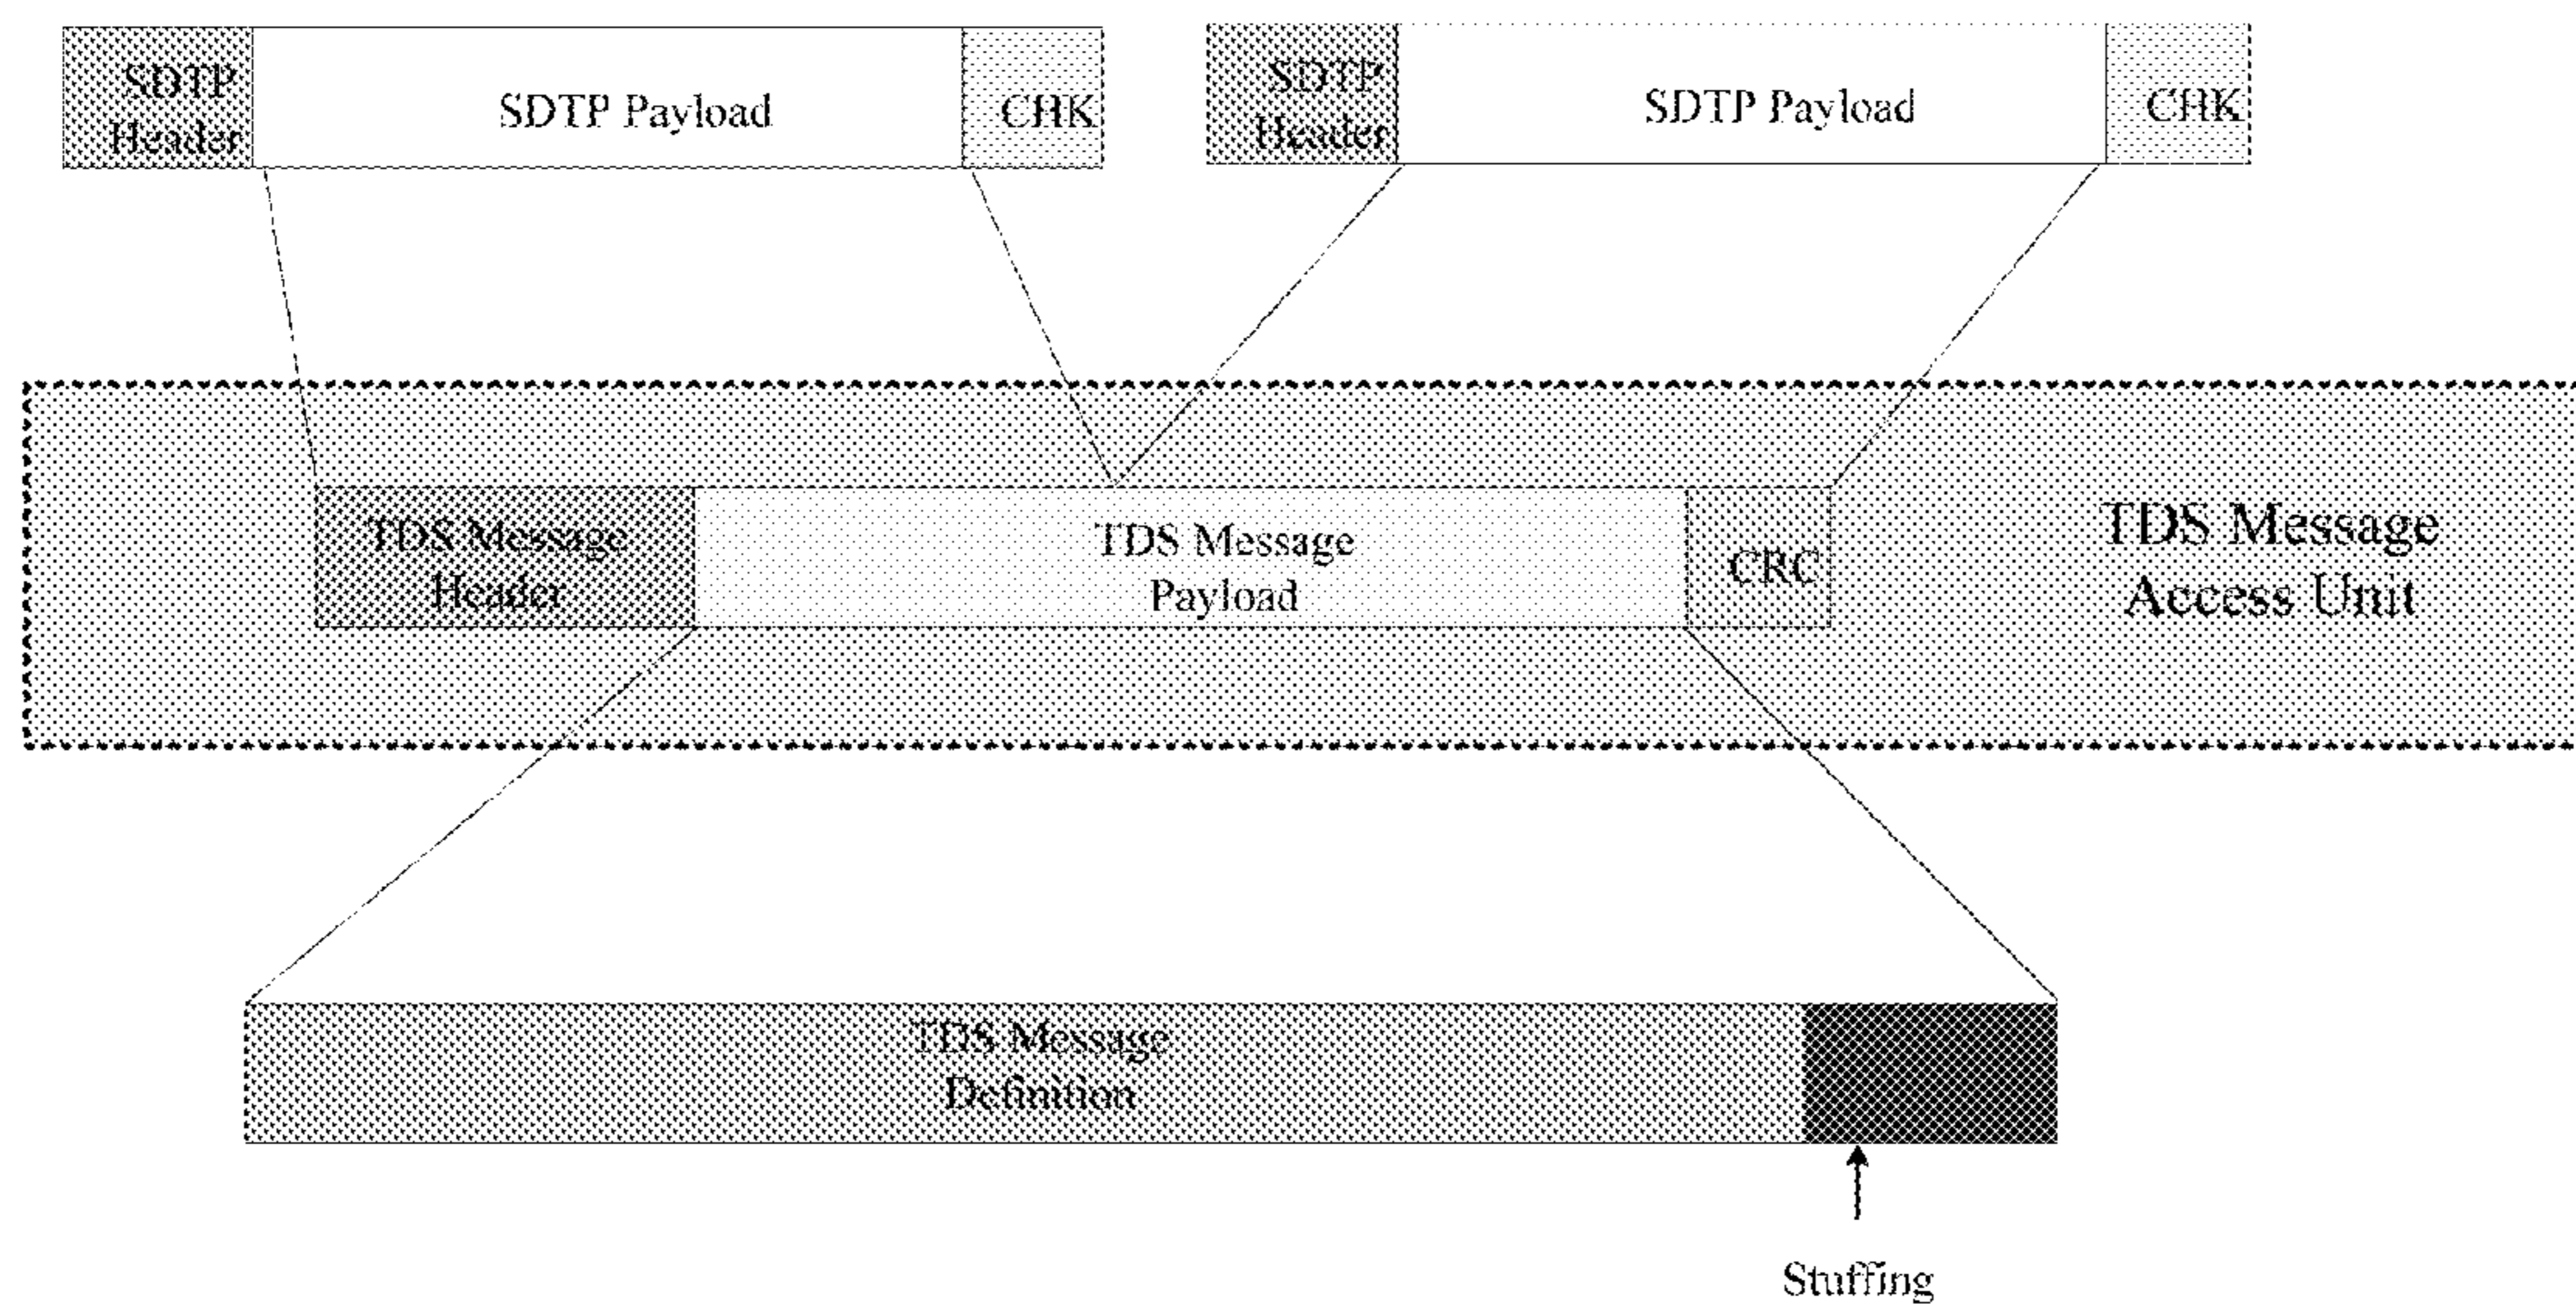 SDTP
Header
SDTP Payload
CHK
SDTP
Header
SDTP Payload
CHK
TDS Message
Header
TDS Message
Payload
CRC
TDS Message
Access Unit
TDS Message
Definition
Stuffing